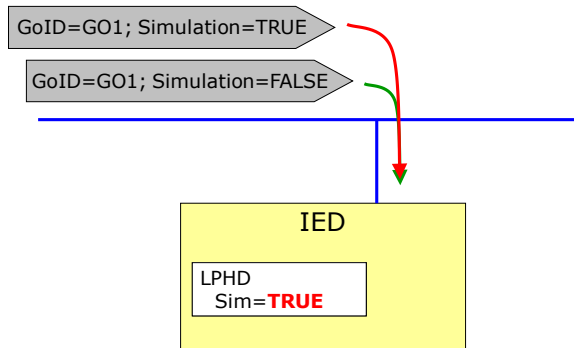 GoID=GO1; Simulation=TRUE
GoID=GO1; Simulation=FALSE
IED
LPHD
Sim=TRUE